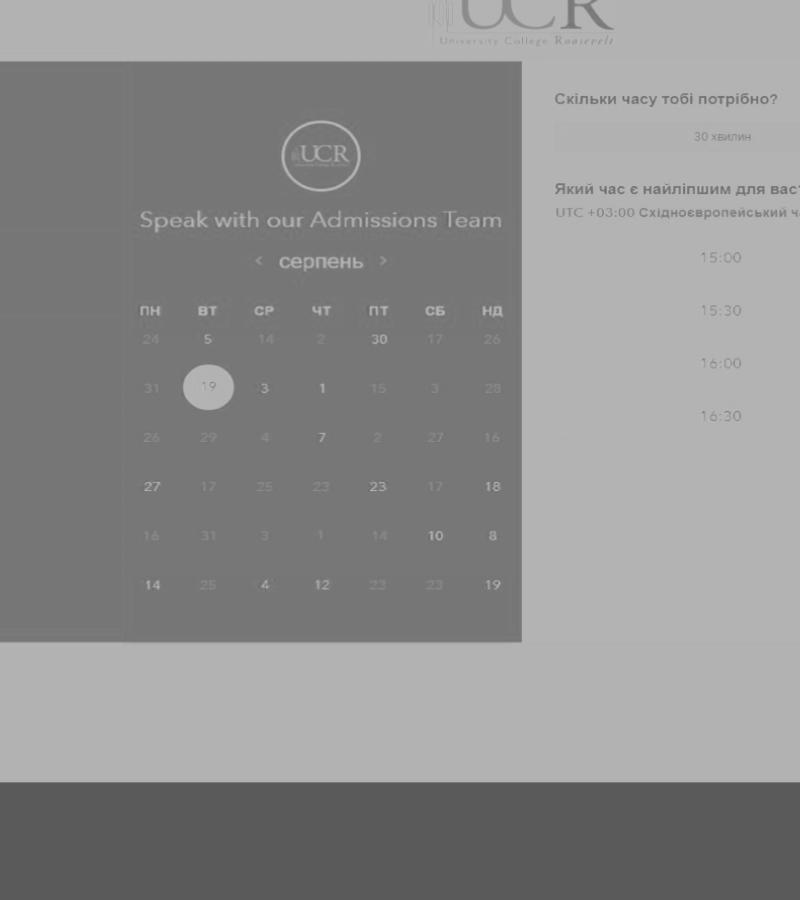 UCR
University College Roosevelt
UCR
Speak with our Admissions Team
< серпень >
ПН ВТ СР ЧТ ПТ СБ НД
24 5 14 2 30 17 26
31 19 3 1 15 3 28
26 29 4 7 2 27 16
27 17 25 23 23 17 18
16 31 3 1 14 10 8
14 25 4 12 23 23 19
Скільки часу тобі потрібно?
30 хвилин
Який час є найліпшим для вас
UTC +03:00 Східноєвропейський
15:00
15:30
16:00
16:30